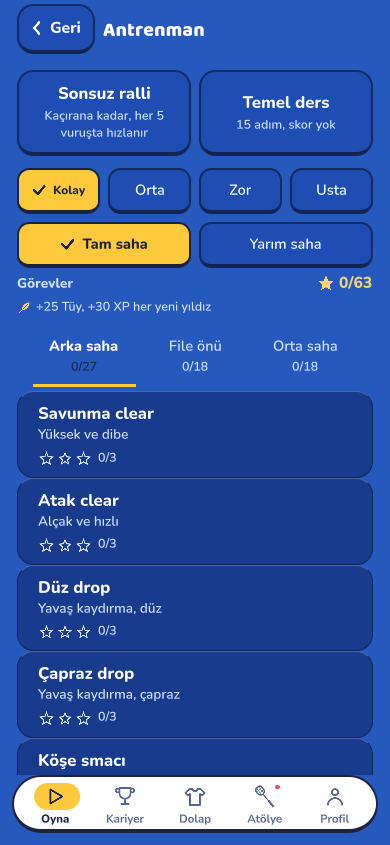 Geri
Antrenman
Sonsuz ralli
Kaçırana kadar, her 5
vuruşta hızlanır
Temel ders
15 adım, skor yok
Kolay
Orta
Zor
Usta
Tam saha
Yarım saha
Görevler
0/63
+25 Tüy, +30 XP her yeni yıldız
Arka saha
0/27
File önü
0/18
Orta saha
0/18
Savunma clear
Yüksek ve dibe
0/3
Atak clear
Alçak ve hızlı
0/3
Düz drop
Yavaş kaydırma, düz
0/3
Çapraz drop
Yavaş kaydırma, çapraz
0/3
Köşe smacı
Oyna
Kariyer
Dolap
Atölye
Profil